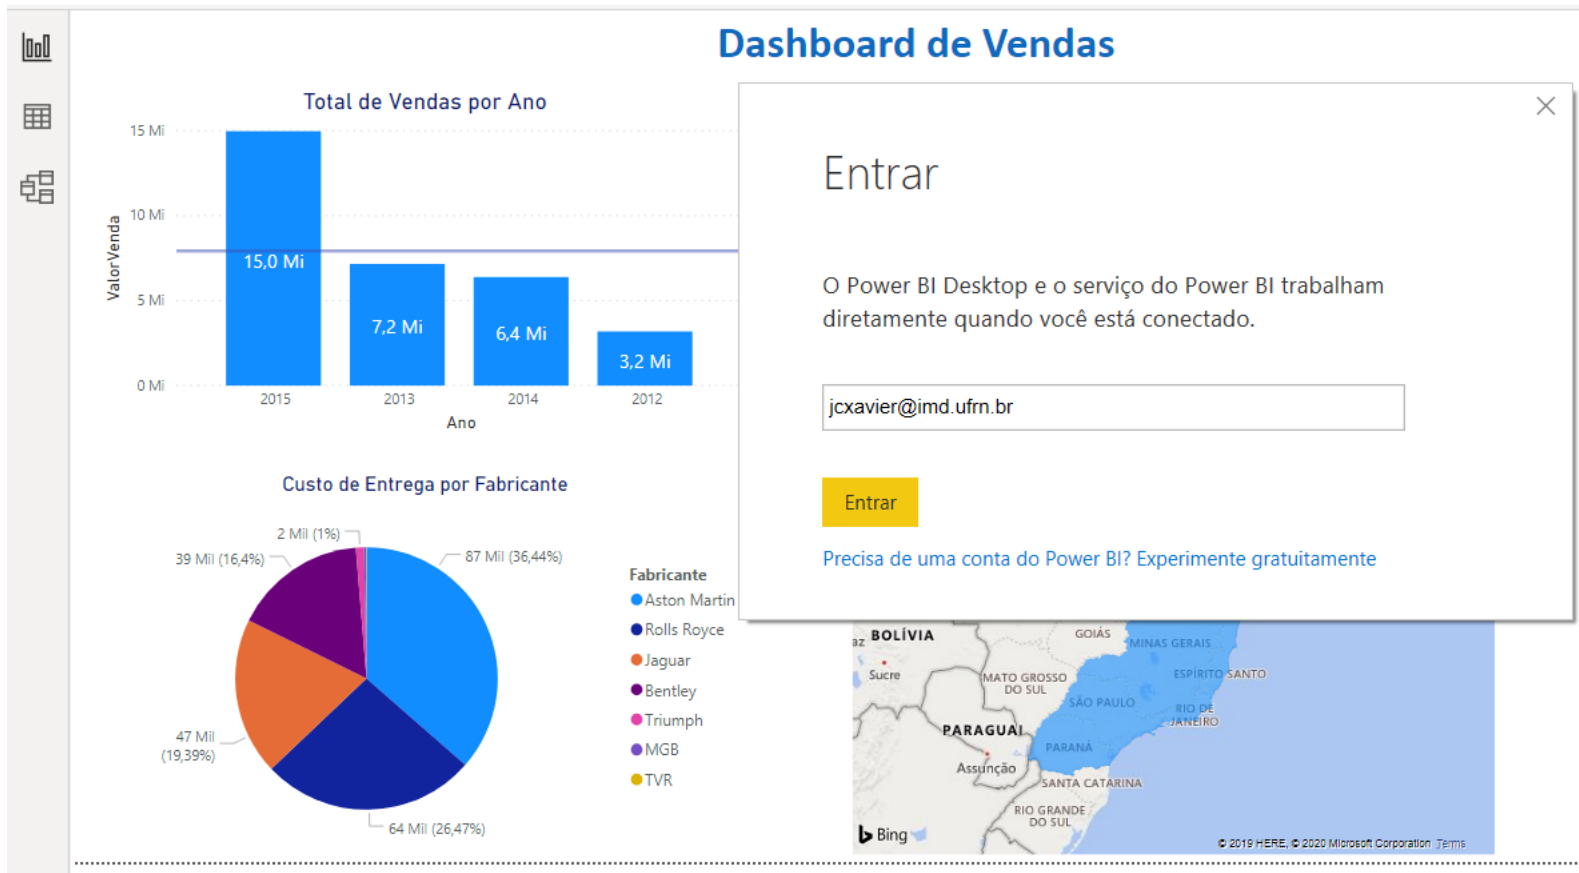 Dashboard de Vendas
Total de Vendas por Ano
15 Mi
10 Mi
5 Mi
0 Mi
ValorVenda
15,0 Mi
7,2 Mi
6,4 Mi
3,2 Mi
2015
2013
2014
2012
Ano
Entrar
O Power BI Desktop e o serviço do Power BI trabalham
diretamente quando você está conectado.
jcxavier@imd.ufrn.br
Entrar
Precisa de uma conta do Power BI? Experimente gratuitamente
Custo de Entrega por Fabricante
2 Mil (1%)
39 Mil (16,4%)
87 Mil (36,44%)
47 Mil
(19,39%)
64 Mil (26,47%)
Fabricante
Aston Martin
Rolls Royce
Jaguar
Bentley
Triumph
MGB
TVR
az
BOLÍVIA
Sucre
GOIÁS
MINAS GERAIS
MATO GROSSO
DO SUL
ESPÍRITO SANTO
SÃO PAULO
RIO DE
JANEIRO
PARAGUAI
PARANÁ
Assunção
SANTA CATARINA
RIO GRANDE
DO SUL
Bing
© 2019 HERE, © 2020 Microsoft Corporation Terms